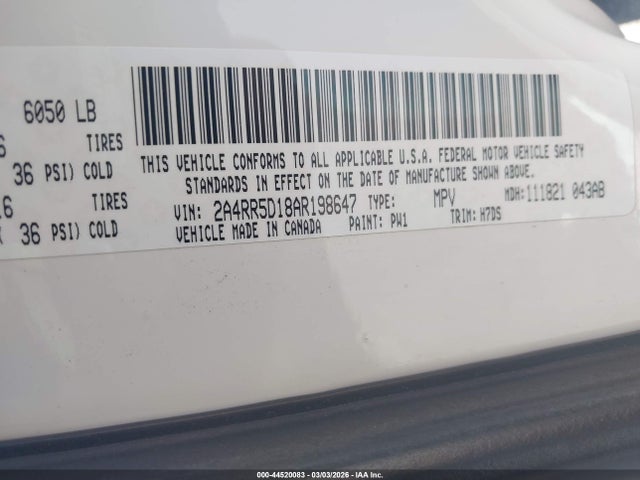 6050 LB
TIRES
36 PSI) COLD
TIRES
36 PSI) COLD
THIS VEHICLE CONFORMS TO ALL APPLICABLE U.S.A. FEDERAL MOTOR VEHICLE SAFETY
STANDARDS IN EFFECT ON THE DATE OF MANUFACTURE SHOWN ABOVE.
VIN: 2A4RR5D18AR198647 TYPE: MPV MDH:111821 043AB
VEHICLE MADE IN CANADA PAINT: PW1 TRIM: H7DS
000-44520083 - 03/03/2026 - IAA Inc.